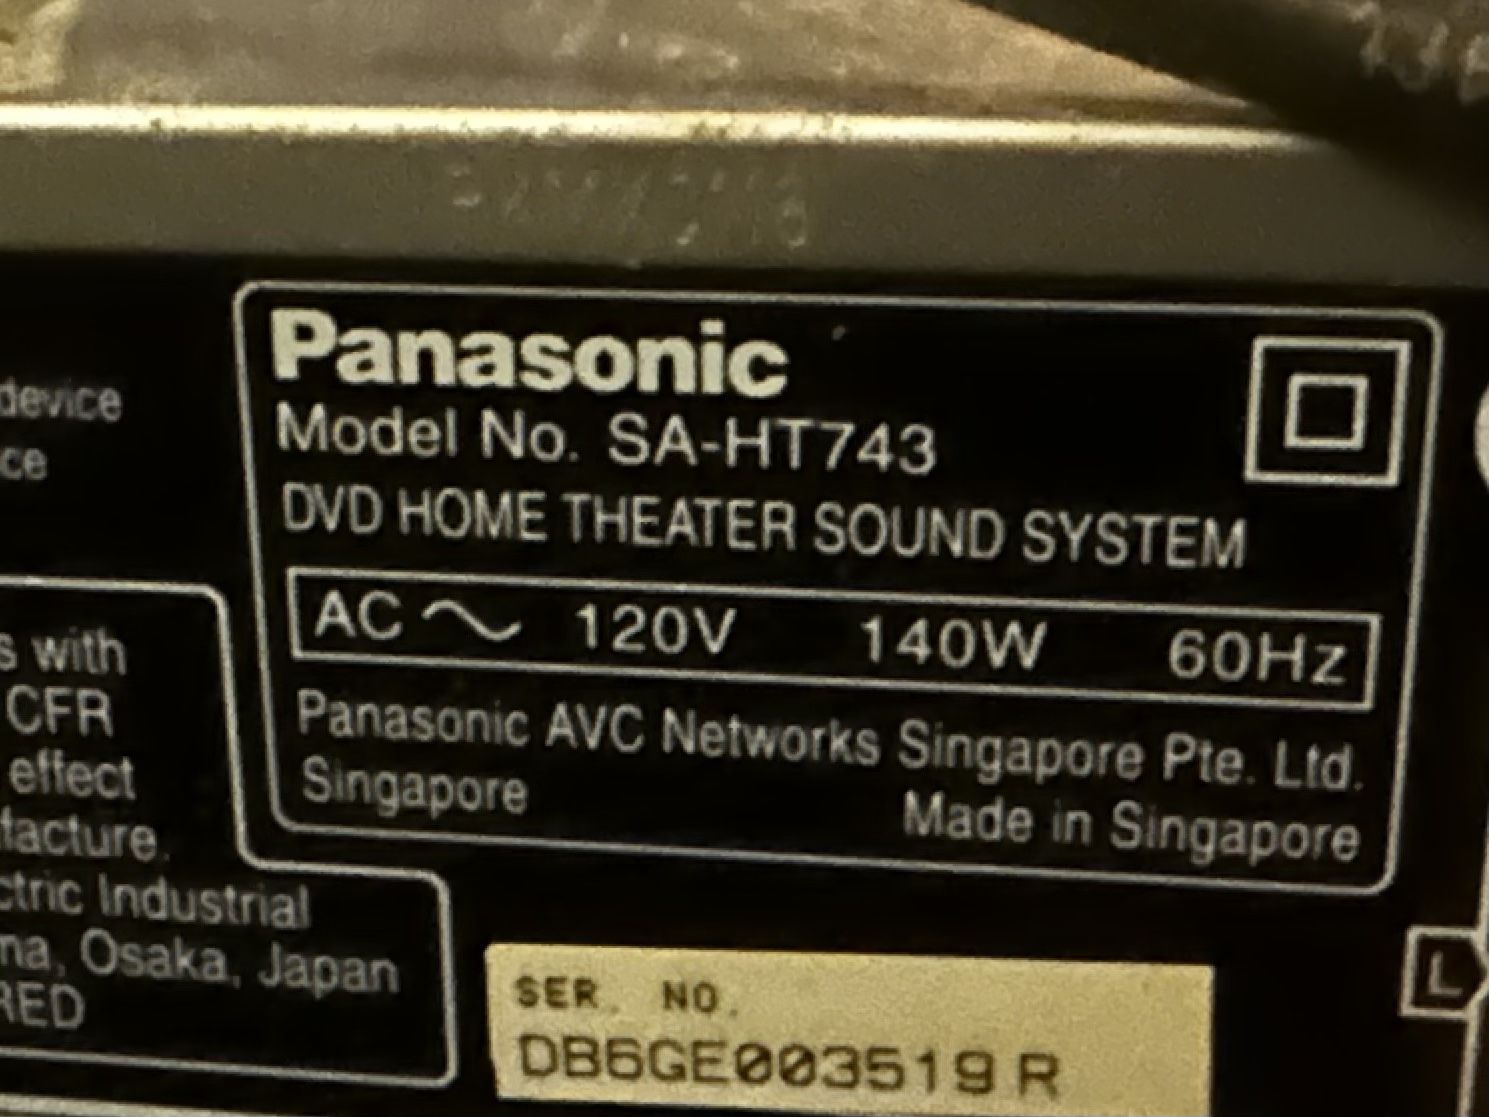 device
ce
Panasonic
Model No. SA-HT743
DVD HOME THEATER SOUND SYSTEM
AC 120V 140W 60Hz
Panasonic AVC Networks Singapore Pte. Ltd.
Singapore Made in Singapore
s with
CFR
effect
facture.
ctric Industrial
ma, Osaka, Japan
RED
SER. NO.
DB6GE003519 R
L